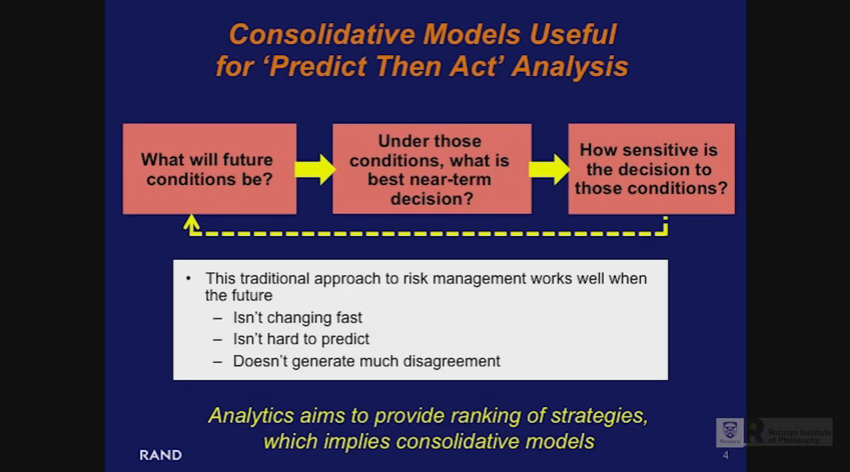 Consolidative Models Useful
for ‘Predict Then Act’ Analysis
What will future
conditions be?
Under those
conditions, what is
best near-term
decision?
How sensitive is
the decision to
those conditions?
• This traditional approach to risk management works well when
the future
– Isn’t changing fast
– Isn’t hard to predict
– Doesn’t generate much disagreement
Analytics aims to provide ranking of strategies,
which implies consolidative models
RAND
Western
R
Rotman Institute
of Philosophy
4